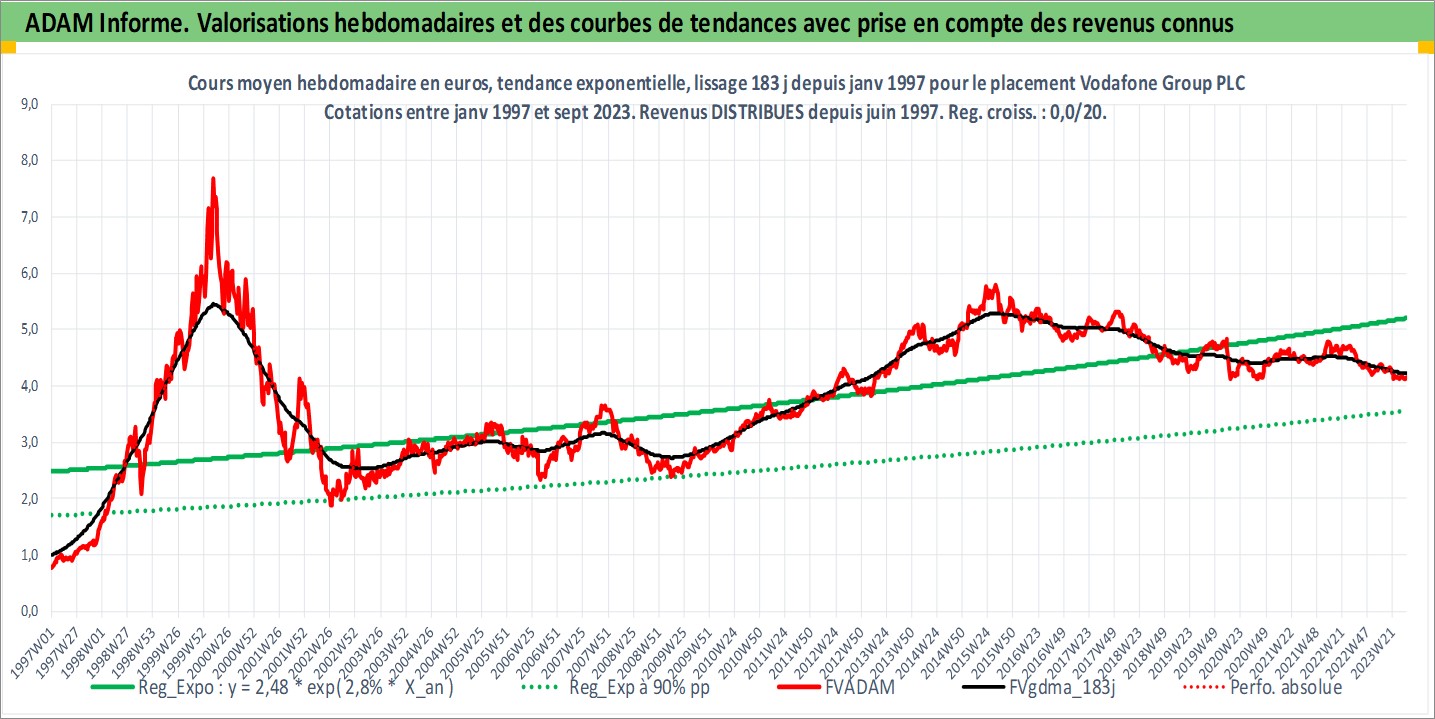 ADAM Informe. Valorisations hebdomadaires et des courbes de tendances avec prise en compte des revenus connus
Cours moyen hebdomadaire en euros, tendance exponentielle, lissage 183 j depuis janv 1997 pour le placement Vodafone Group PLC
Cotations entre janv 1997 et sept 2023. Revenus DISTRIBUES depuis juin 1997. Reg. croiss. : 0,0/20.
9,0
8,0
7,0
6,0
5,0
4,0
3,0
2,0
1,0
0,0
1997W01
1997W27
1998W01
1998W27
1998W53
1999W26
1999W52
2000W26
2000W52
2001W26
2001W52
2002W26
2002W52
2003W26
2003W52
2004W26
2004W52
2005W25
2005W51
2006W25
2006W51
2007W25
2007W51
2008W25
2008W51
2009W25
2009W51
2010W24
2010W50
2011W24
2011W50
2012W24
2012W50
2013W24
2013W50
2014W24
2014W50
2015W24
2015W50
2016W23
2016W49
2017W23
2017W49
2018W23
2018W49
2019W23
2019W49
2020W23
2020W49
2021W22
2021W48
2022W21
2022W47
2023W21
Reg_Expo : y = 2,48 * exp( 2,8% * X_an )
Reg_Exp à 90% pp
FVADAM
FVgdma_183j
Perfo. absolue